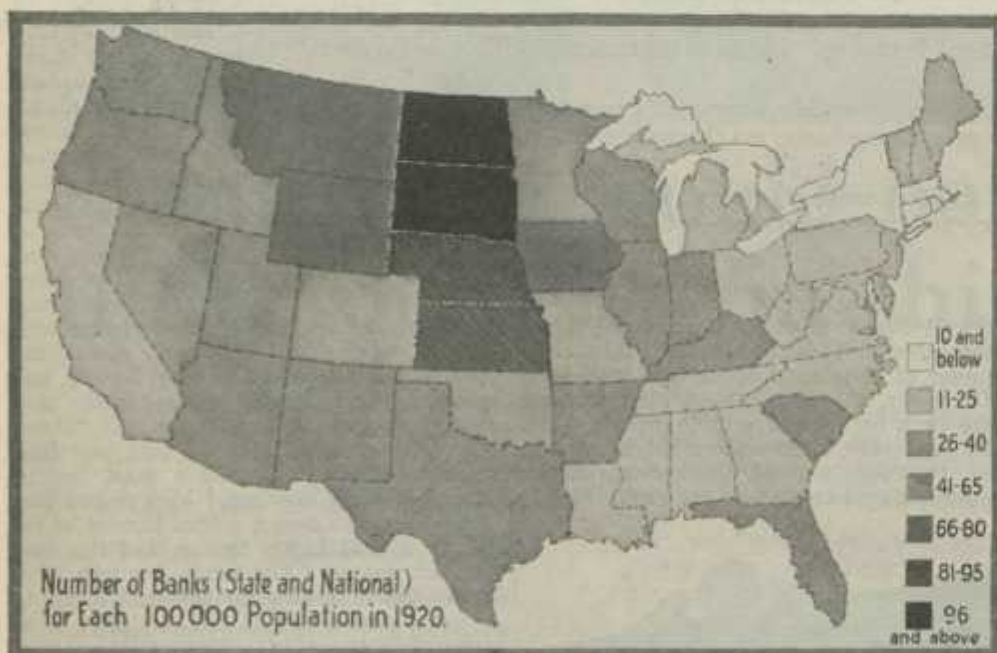 10 and
below
11-25
26-40
41-65
66-80
81-95
96
and above
Number of Banks (State and National)
for Each 100000 Population in 1920.